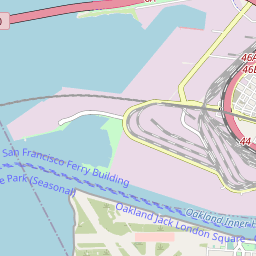 46A
46B
44
San Francisco Ferry Building
e Park (Seasonal)
Oakland Inner H
Oakland Jack London Square